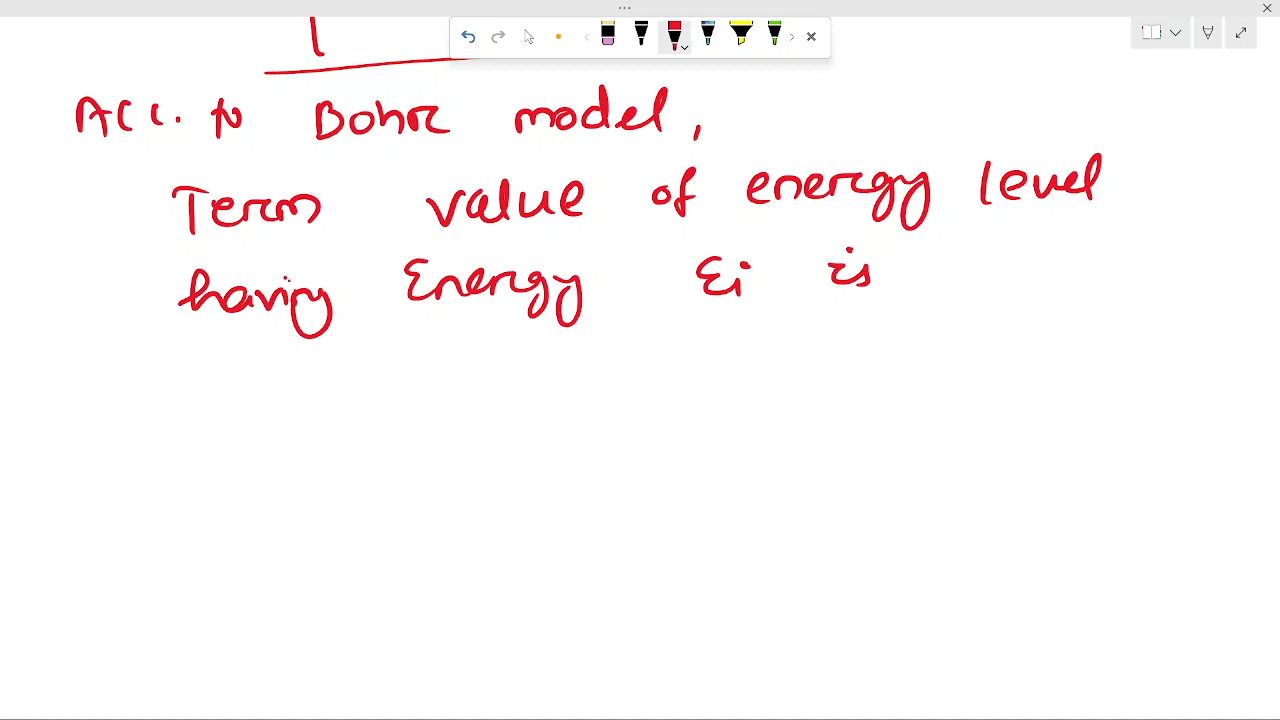 Acc. to Bohr model,
Term value of energy level
having Energy Ei is